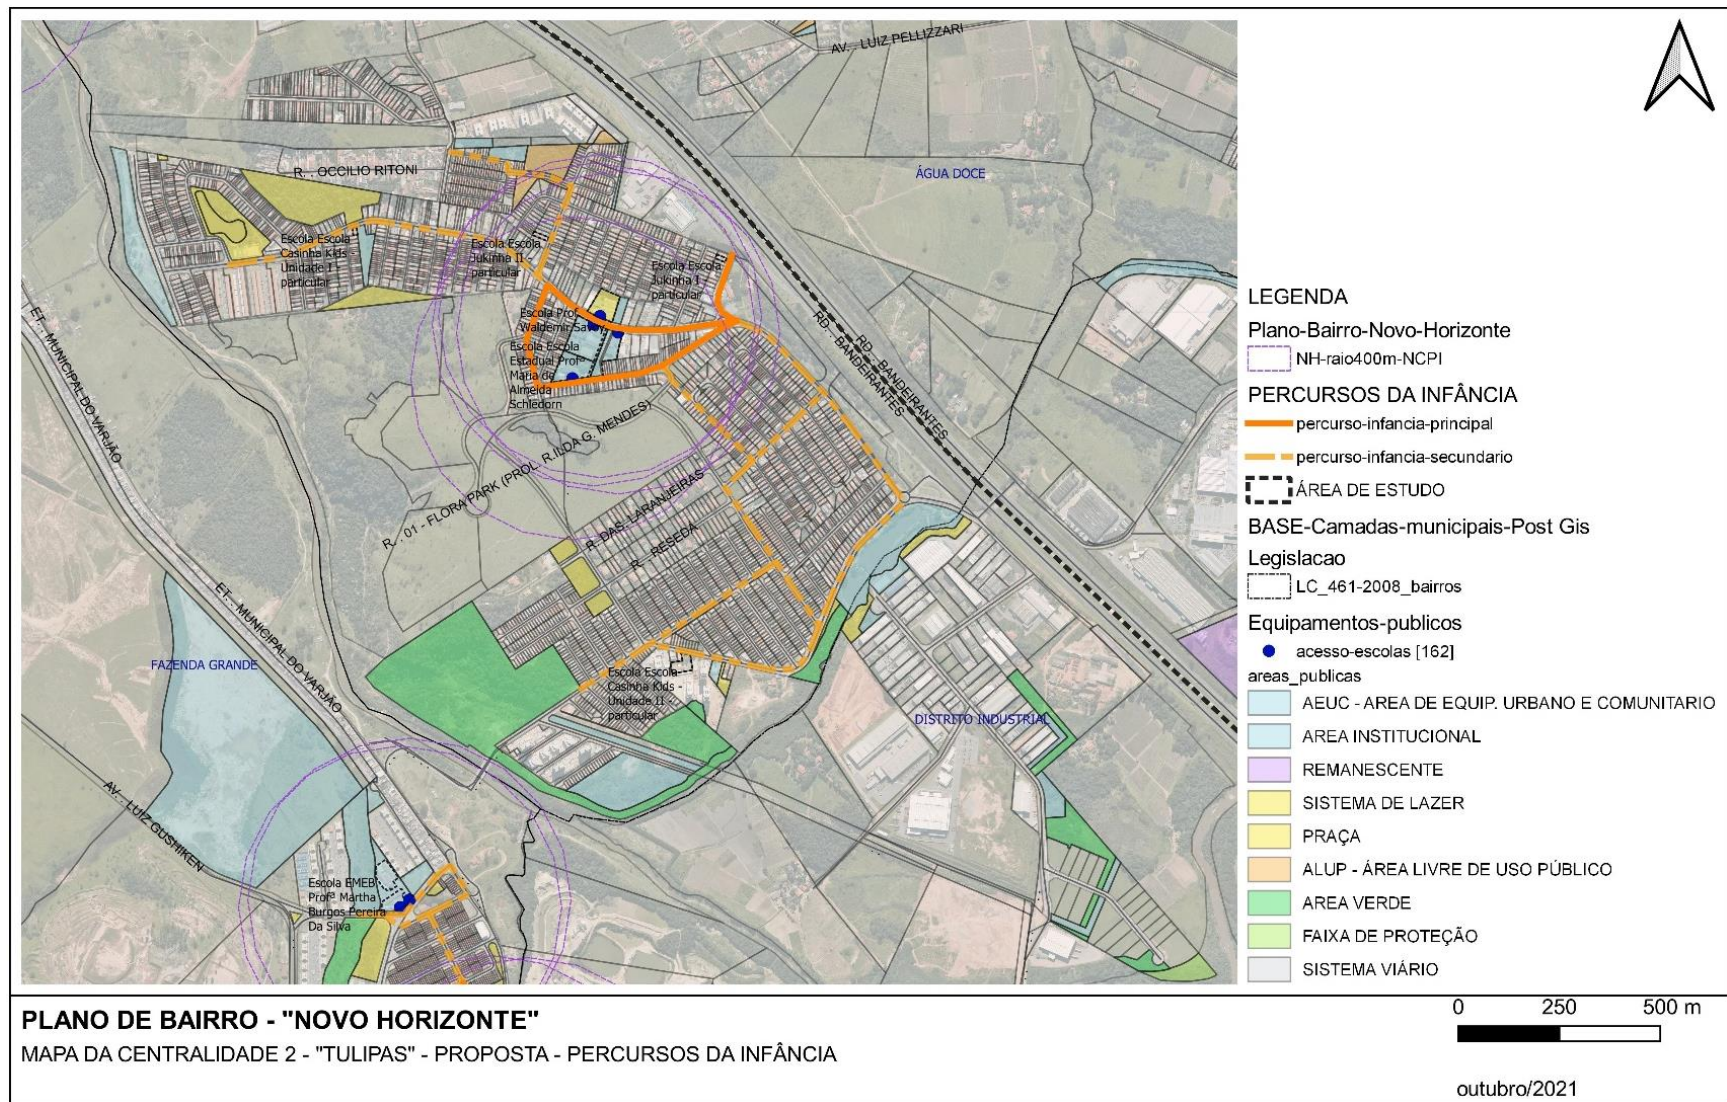 AV. . LUIZ PELLIZZARI
ÁGUA DOCE
R. . OCCILIO RITONI
Escola Escola
Casinha Kids -
Unidade I -
particular
Escola Escola
Jukinha II -
particular
Escola Escola
Jukinha I -
particular
Escola Prof.
Waldemir Savoy
Escola Escola
Estadual Profª
Maria de
Almeida
Schledorn
RD. . BANDEIRANTES
RD. . BANDEIRANTES
ET. . MUNICIPAL DO VARJÃO
R. . 01 - FLORA PARK (PROL. R.ILDA G. MENDES)
R. DAS LARANJEIRAS
R. . RESEDA
ET. . MUNICIPAL DO VARJÃO
FAZENDA GRANDE
Escola Escola
Casinha Kids -
Unidade II -
particular
DISTRITO INDUSTRIAL
AV. . LUIZ GUSHIKEN
Escola EMEB
Profª Martha
Burgos Pereira
Da Silva
LEGENDA
Plano-Bairro-Novo-Horizonte
NH-raio400m-NCPI
PERCURSOS DA INFÂNCIA
percurso-infancia-principal
percurso-infancia-secundario
ÁREA DE ESTUDO
BASE-Camadas-municipais-Post Gis
Legislacao
LC_461-2008_bairros
Equipamentos-publicos
acesso-escolas [162]
areas_publicas
AEUC - AREA DE EQUIP. URBANO E COMUNITARIO
AREA INSTITUCIONAL
REMANESCENTE
SISTEMA DE LAZER
PRAÇA
ALUP - ÁREA LIVRE DE USO PÚBLICO
AREA VERDE
FAIXA DE PROTEÇÃO
SISTEMA VIÁRIO
PLANO DE BAIRRO - "NOVO HORIZONTE"
MAPA DA CENTRALIDADE 2 - "TULIPAS" - PROPOSTA - PERCURSOS DA INFÂNCIA
0 250 500 m
outubro/2021